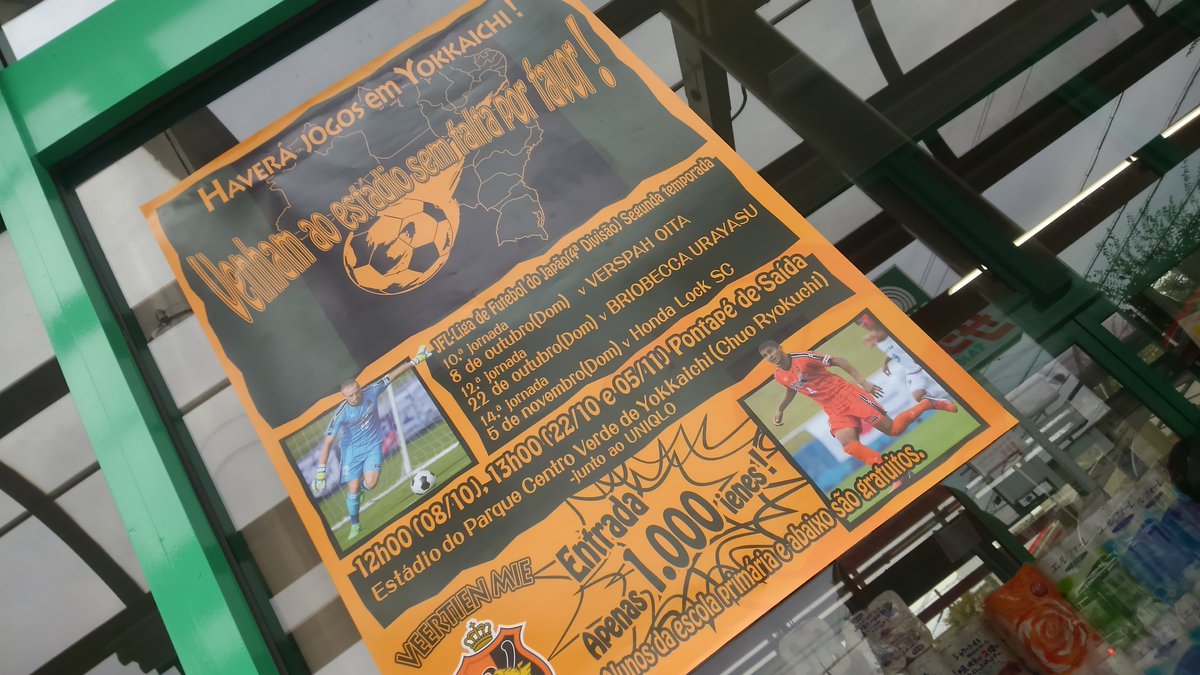 HAVERÁ JOGOS EM YOKKAICHI !
Venham ao estádio sem falta por favor !
JFL-Liga de Futebol do Japão(4ª Divisão) Segunda temporada
10.ª jornada
8 de outubro(Dom) v VERSPAH OITA
12.ª jornada
22 de outubro(Dom) v BRIOBECCA URAYASU
14.ª jornada
5 de novembro(Dom) v Honda Lock SC
12h00 (08/10), 13h00 (22/10 e 05/11) Pontapé de Saída
Estádio do Parque Centro Verde de Yokkaichi (Chuo Ryokuchi)
-junto ao UNIQLO
Entrada
Apenas 1.000 ienes!
Alunos da escola primária e abaixo são gratuitos.
VEERTIEN MIE